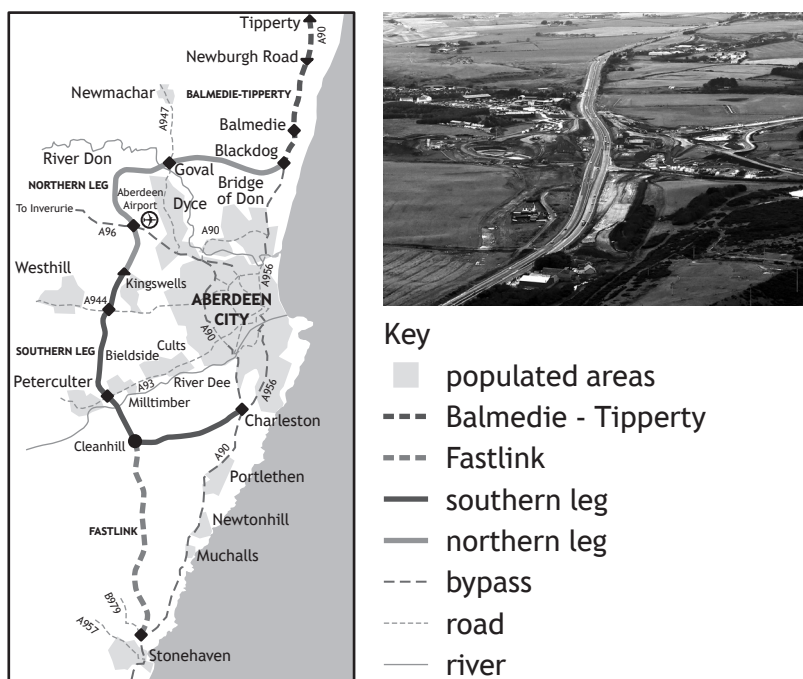 Tipperty
A90
Newburgh Road
Newmachar
BALMEDIE-TIPPERTY
A947
Balmedie
Blackdog
River Don
Goval
NORTHERN LEG
Aberdeen
Airport
Bridge
of Don
Dyce
To Inverurie
A96
A90
Westhill
A956
Kingswells
A944
ABERDEEN
CITY
A90
SOUTHERN LEG
Bieldside
Cults
Peterculter
A93
River Dee
A956
Milltimber
Charleston
Cleanhill
A90
Portlethen
FASTLINK
Newtonhill
Muchalls
B979
A957
Stonehaven
Key
populated areas
Balmedie - Tipperty
Fastlink
southern leg
northern leg
bypass
road
river